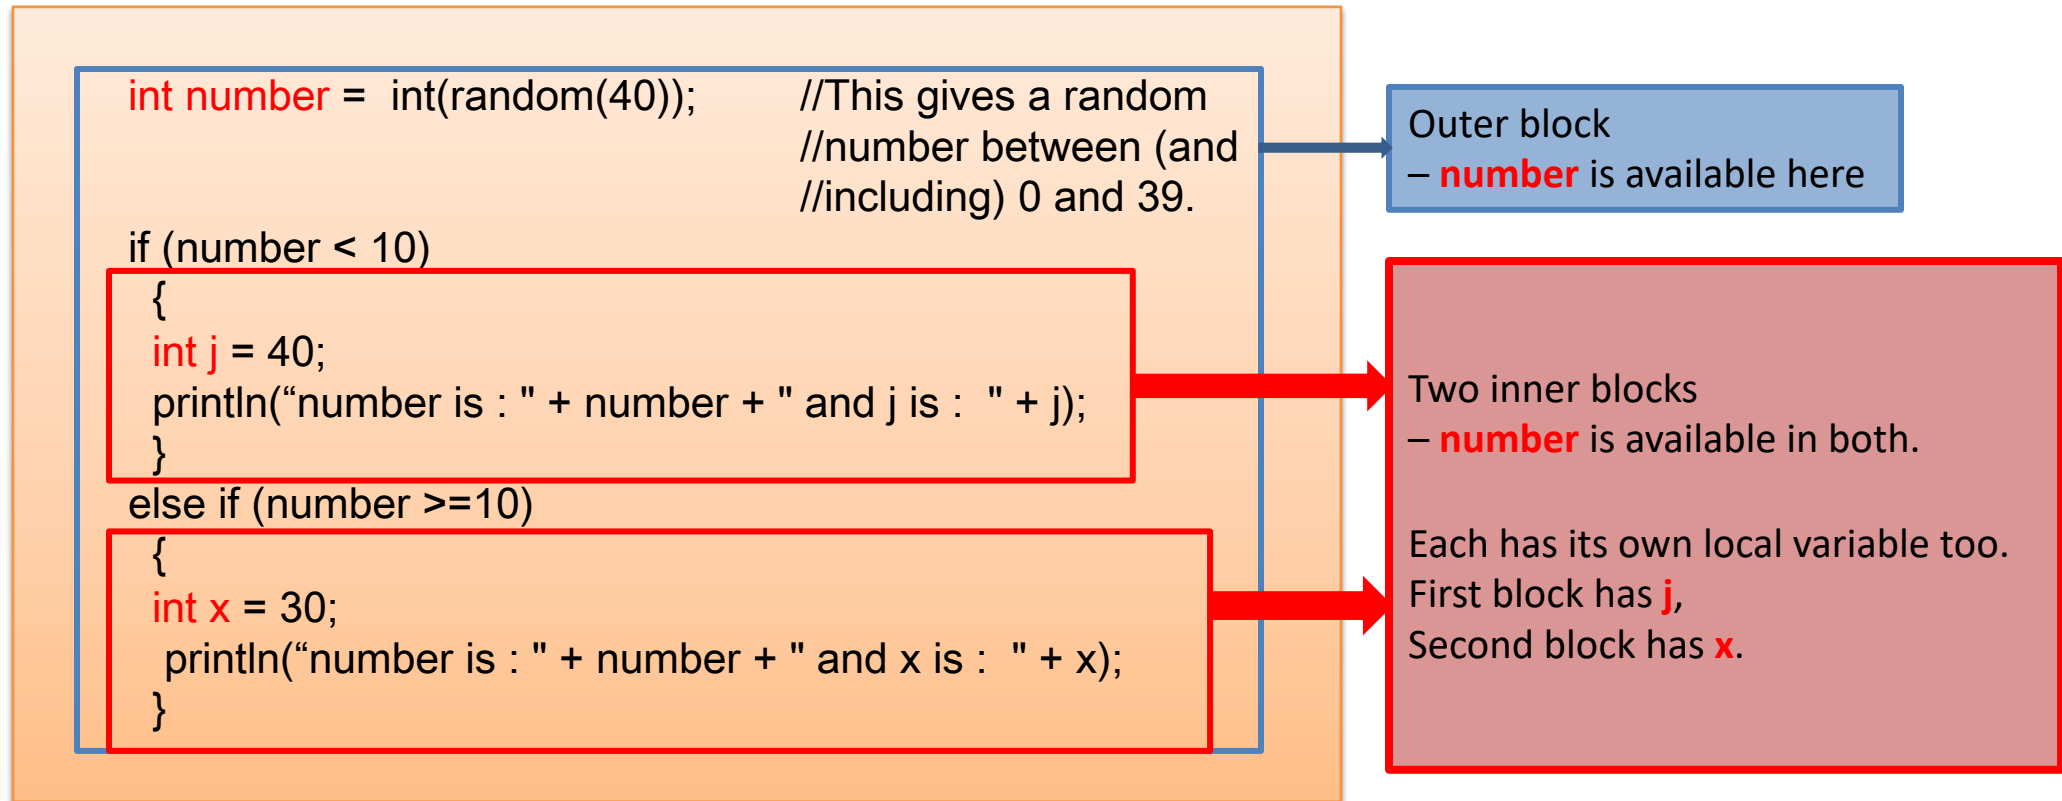 int number = int(random(40)); //This gives a random
//number between (and
//including) 0 and 39.
if (number < 10)
{
int j = 40;
println(“number is : " + number + " and j is :  " + j);
}
else if (number >=10)
{
int x = 30;
println(“number is : " + number + " and x is :  " + x);
}
Outer block
– number is available here
Two inner blocks
– number is available in both.
Each has its own local variable too.
First block has j,
Second block has x.